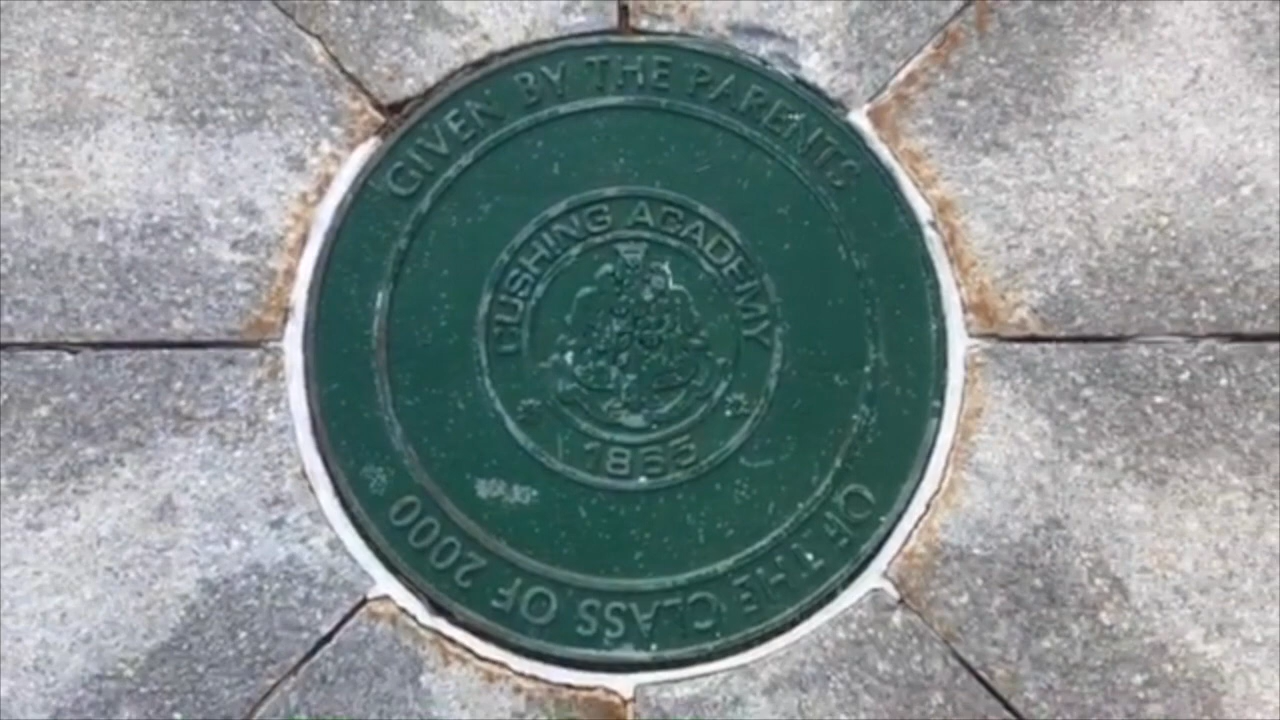 GIVEN BY THE PARENTS
OF THE CLASS OF 2000
CUSHING ACADEMY
1865